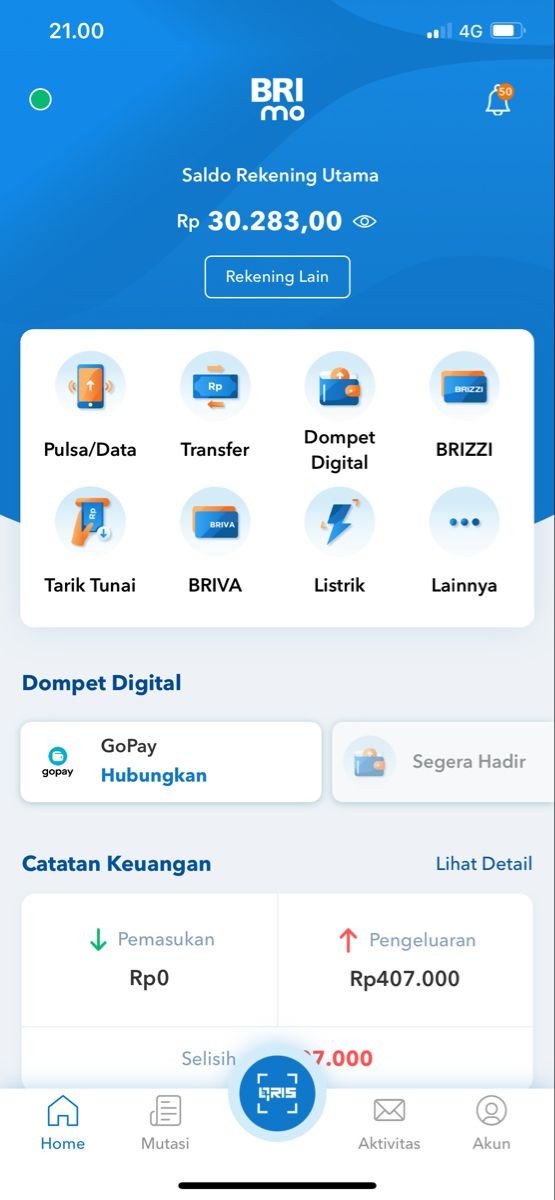 21.00
4G
BRI
mo
50
Saldo Rekening Utama
Rp 30.283,00
Rekening Lain
Rp
BRIZZI
Pulsa/Data
Transfer
Dompet
Digital
BRIZZI
Rp
BRIVA
Tarik Tunai
BRIVA
Listrik
Lainnya
Dompet Digital
gopay
GoPay
Hubungkan
Segera Hadir
Catatan Keuangan
Lihat Detail
Pemasukan
Rp0
Pengeluaran
Rp407.000
Selisih
7.000
QRIS
Home
Mutasi
Aktivitas
Akun